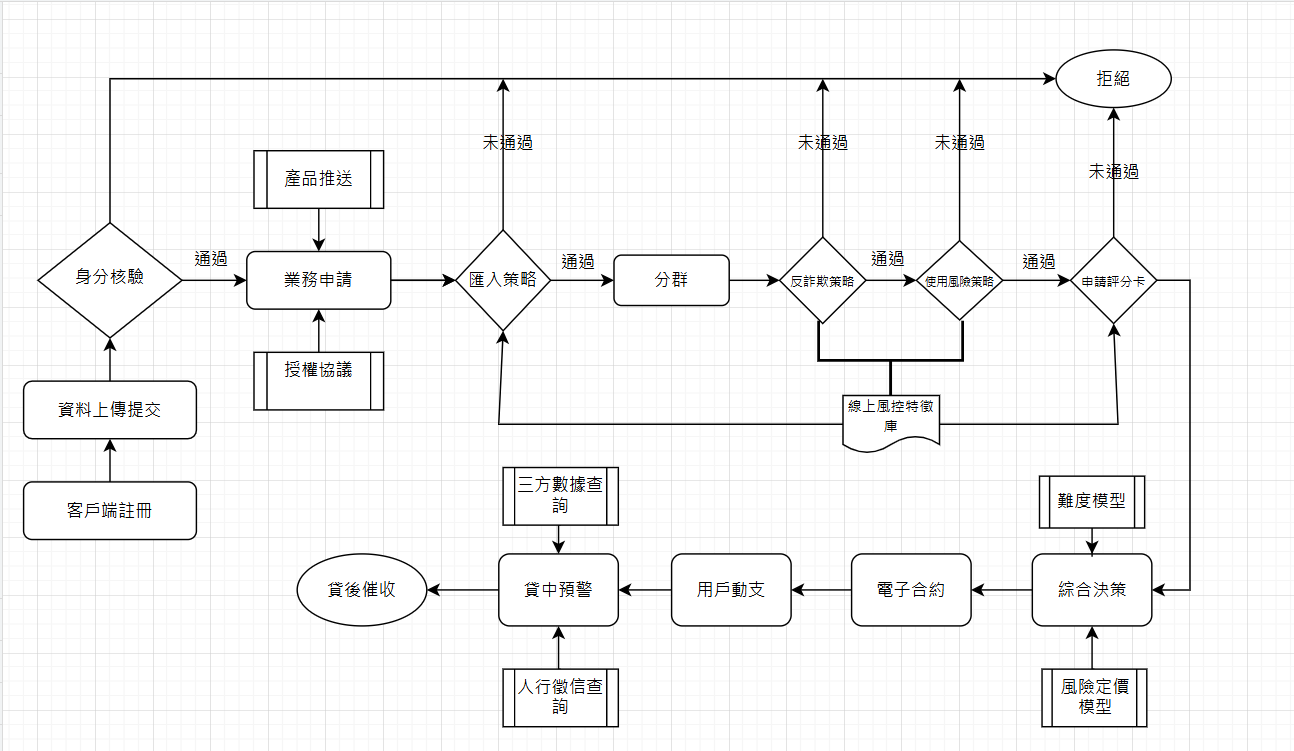 拒絕
未通過
未通過
未通過
未通過
產品推送
身分核驗
通過
業務申請
匯入策略
通過
分群
反詐欺策略
通過
使用風險策略
通過
申請評分卡
授權協議
資料上傳提交
線上風控特徵
庫
客戶端註冊
三方數據查
詢
難度模型
貸後催收
貸中預警
用戶動支
電子合約
綜合決策
人行徵信查
詢
風險定價
模型